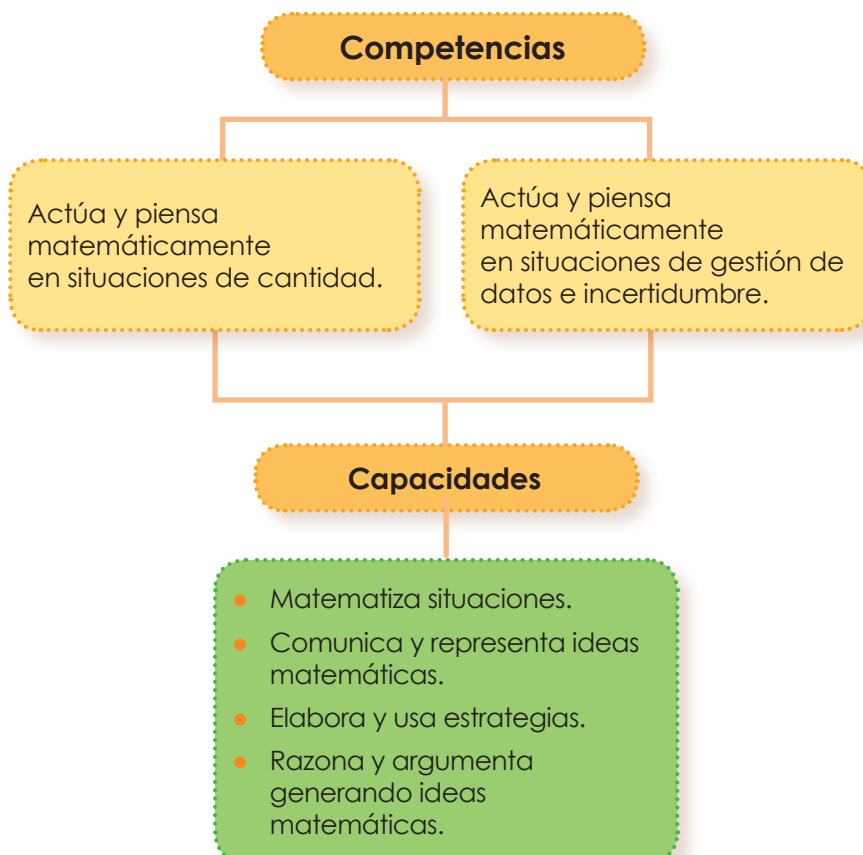 Competencias
Actúa y piensa
matemáticamente
en situaciones de cantidad.
Actúa y piensa
matemáticamente
en situaciones de gestión de
datos e incertidumbre.
Capacidades
Matematiza situaciones.
Comunica y representa ideas
matemáticas.
Elabora y usa estrategias.
Razona y argumenta
generando ideas
matemáticas.